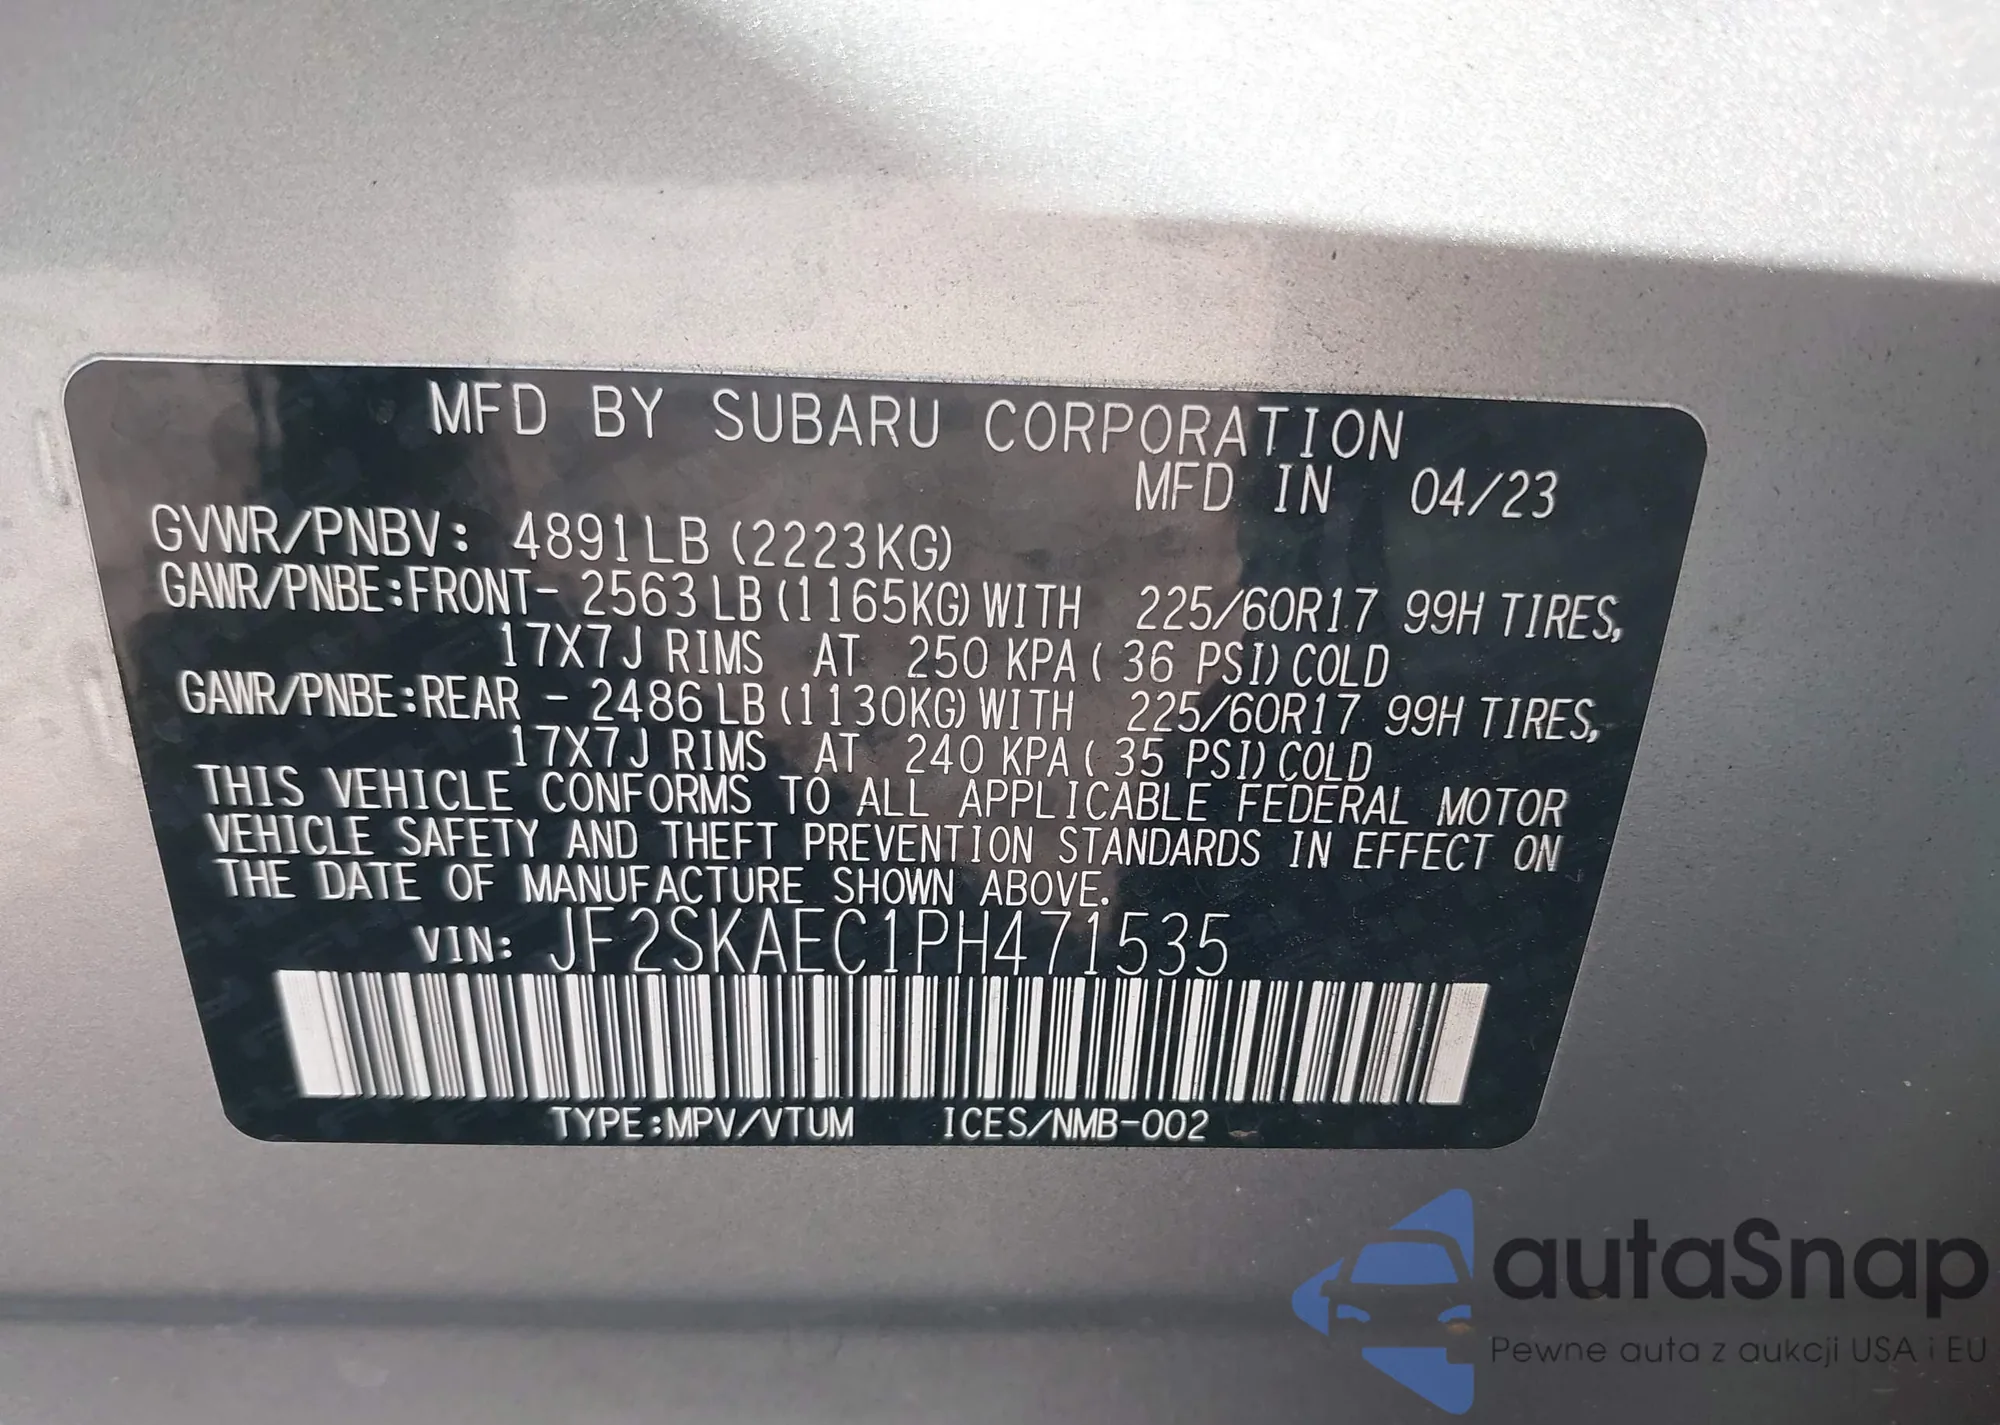 MFD BY SUBARU CORPORATION
MFD IN 04/23
GVWR/PNBV: 4891LB (2223KG)
GAWR/PNBE:FRONT- 2563 LB (1165KG) WITH 225/60R17 99H TIRES,
17X7J RIMS AT 250 KPA ( 36 PSI) COLD
GAWR/PNBE:REAR - 2486 LB (1130KG) WITH 225/60R17 99H TIRES,
17X7J RIMS AT 240 KPA ( 35 PSI) COLD
THIS VEHICLE CONFORMS TO ALL APPLICABLE FEDERAL MOTOR
VEHICLE SAFETY AND THEFT PREVENTION STANDARDS IN EFFECT ON
THE DATE OF MANUFACTURE SHOWN ABOVE.
VIN: JF2SKAEC1PH471535
TYPE:MPV/VTUM ICES/NMB-002
autaSnap
Pewne auta z aukcji USA i EU